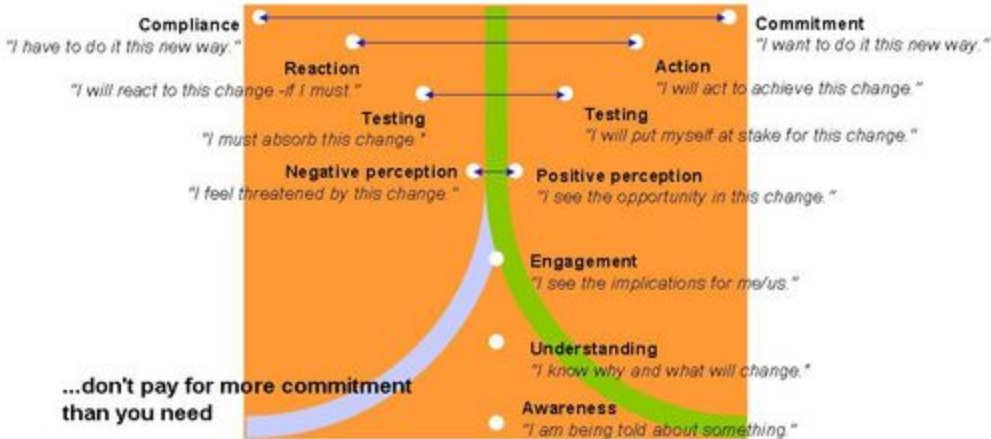 Compliance
"I have to do it this new way."
Commitment
"I want to do it this new way."
Reaction
"I will react to this change -if I must."
Action
"I will act to achieve this change."
Testing
"I must absorb this change."
Testing
"I will put myself at stake for this change."
Negative perception
"I feel threatened by this change."
Positive perception
"I see the opportunity in this change."
Engagement
"I see the implications for me/us."
Understanding
"I know why and what will change."
...don't pay for more commitment
than you need
Awareness
"I am being told about something."